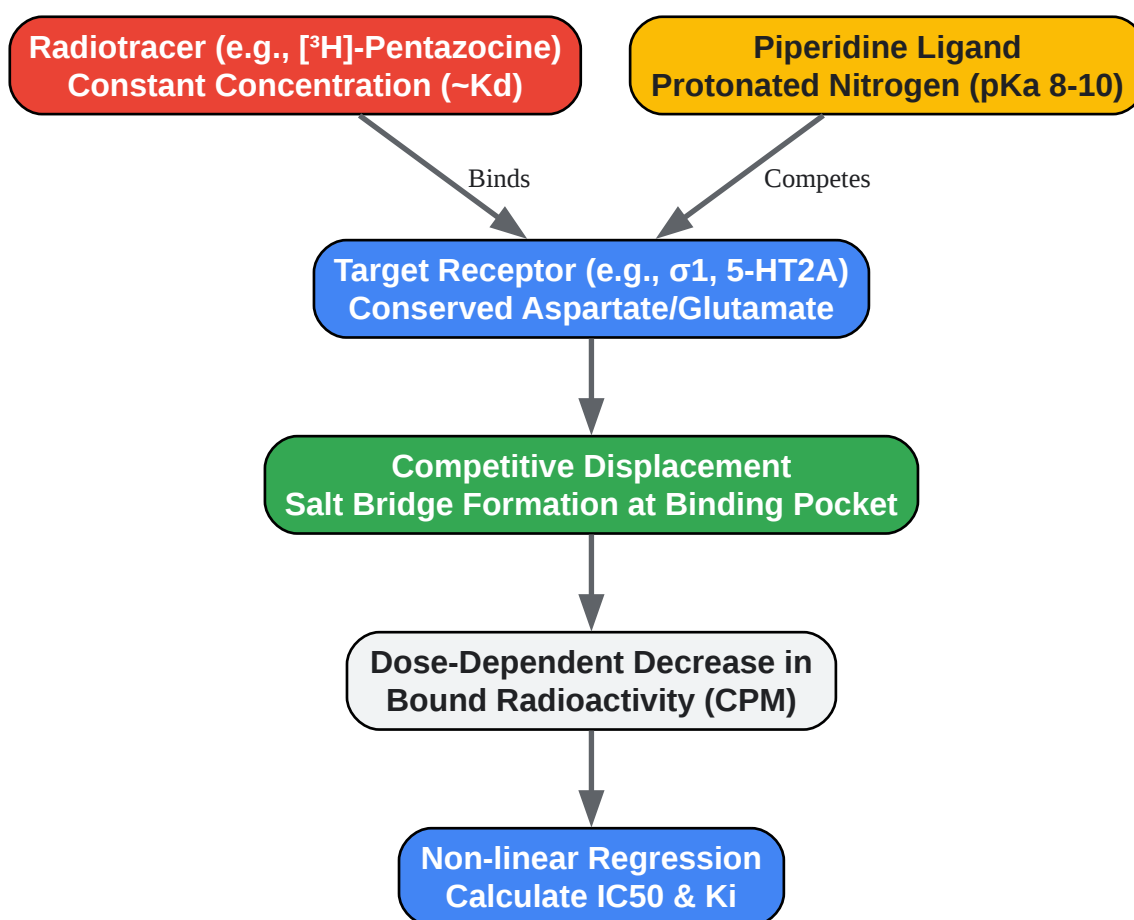 Radiotracer (e.g., [³H]-Pentazocine)
Constant Concentration (~Kd)
Piperidine Ligand
Protonated Nitrogen (pKa 8-10)
Binds
Competes
Target Receptor (e.g., σ1, 5-HT2A)
Conserved Aspartate/Glutamate
Competitive Displacement
Salt Bridge Formation at Binding Pocket
Dose-Dependent Decrease in
Bound Radioactivity (CPM)
Non-linear Regression
Calculate IC50 & Ki